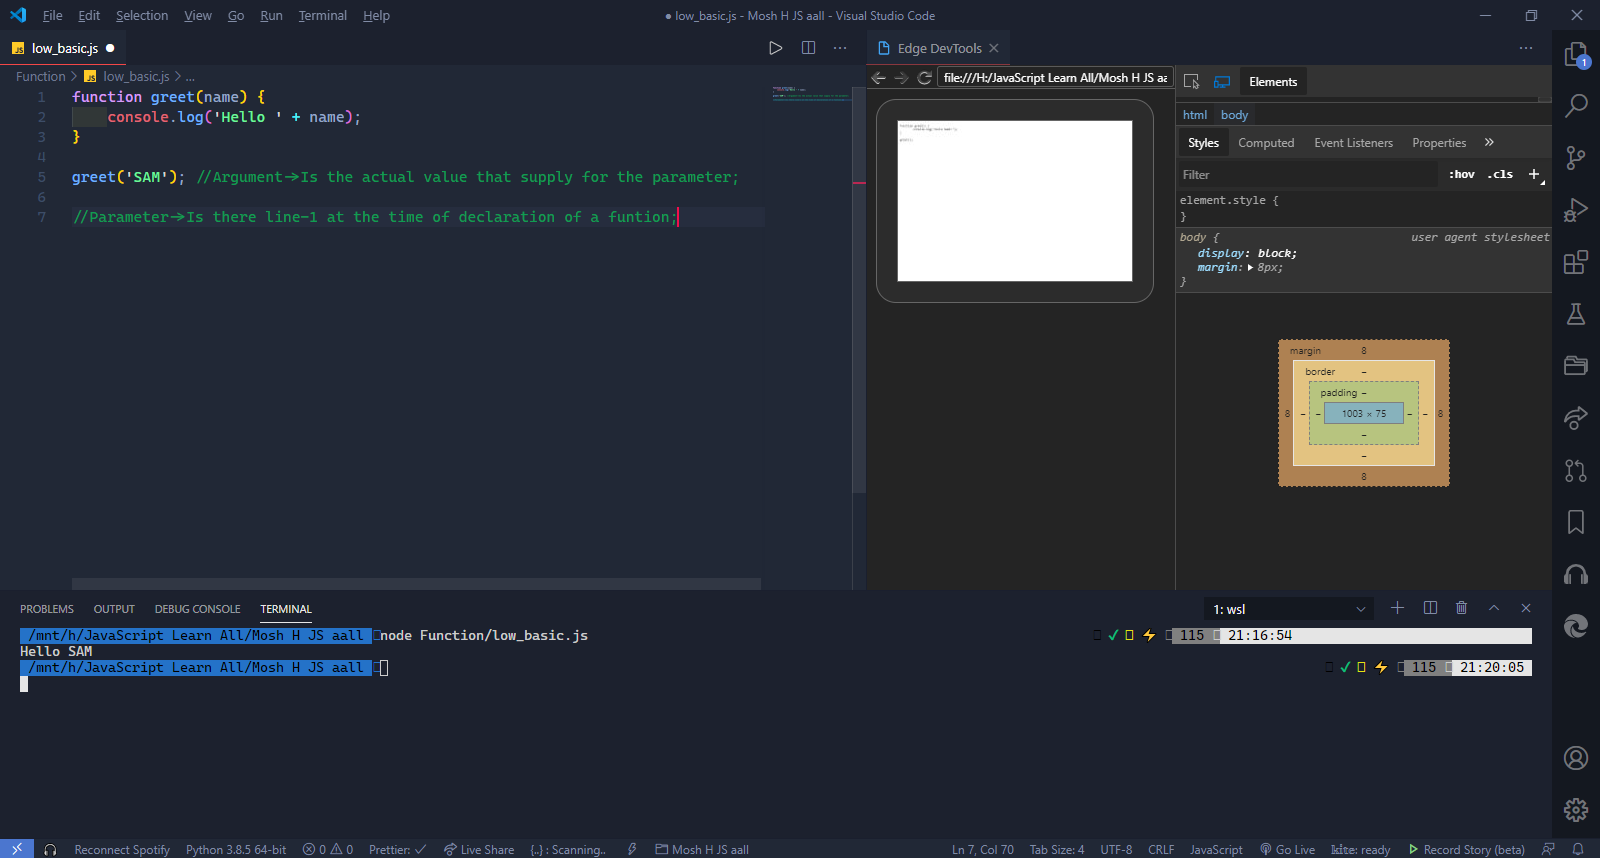 File Edit Selection View Go Run Terminal Help
● low_basic.js - Mosh H JS aall - Visual Studio Code
JS low_basic.js ●
Function > JS low_basic.js > ...
1 function greet(name) {
2 console.log('Hello ' + name);
3 }
4
5 greet('SAM'); //Argument→Is the actual value that supply for the parameter;
6
7 //Parameter→Is there line-1 at the time of declaration of a funtion;
Edge DevTools
file:///H:/JavaScript Learn All/Mosh H JS aa
Elements
html body
Styles Computed Event Listeners Properties »
Filter :hov .cls +
element.style {
}
body { user agent stylesheet
display: block;
margin: ▶ 8px;
}
margin 8
border –
padding –
8 – – 1003 × 75 – – 8
–
–
8
1
PROBLEMS OUTPUT DEBUG CONSOLE TERMINAL
1: wsl
/mnt/h/JavaScript Learn All/Mosh H JS aall node Function/low_basic.js ✓ ⚡ 115 21:16:54
Hello SAM
/mnt/h/JavaScript Learn All/Mosh H JS aall ✓ ⚡ 115 21:20:05
Reconnect Spotify Python 3.8.5 64-bit 0 0 Prettier: ✓ Live Share {..} : Scanning.. Mosh H JS aall Ln 7, Col 70 Tab Size: 4 UTF-8 CRLF JavaScript Go Live kite: ready Record Story (beta)